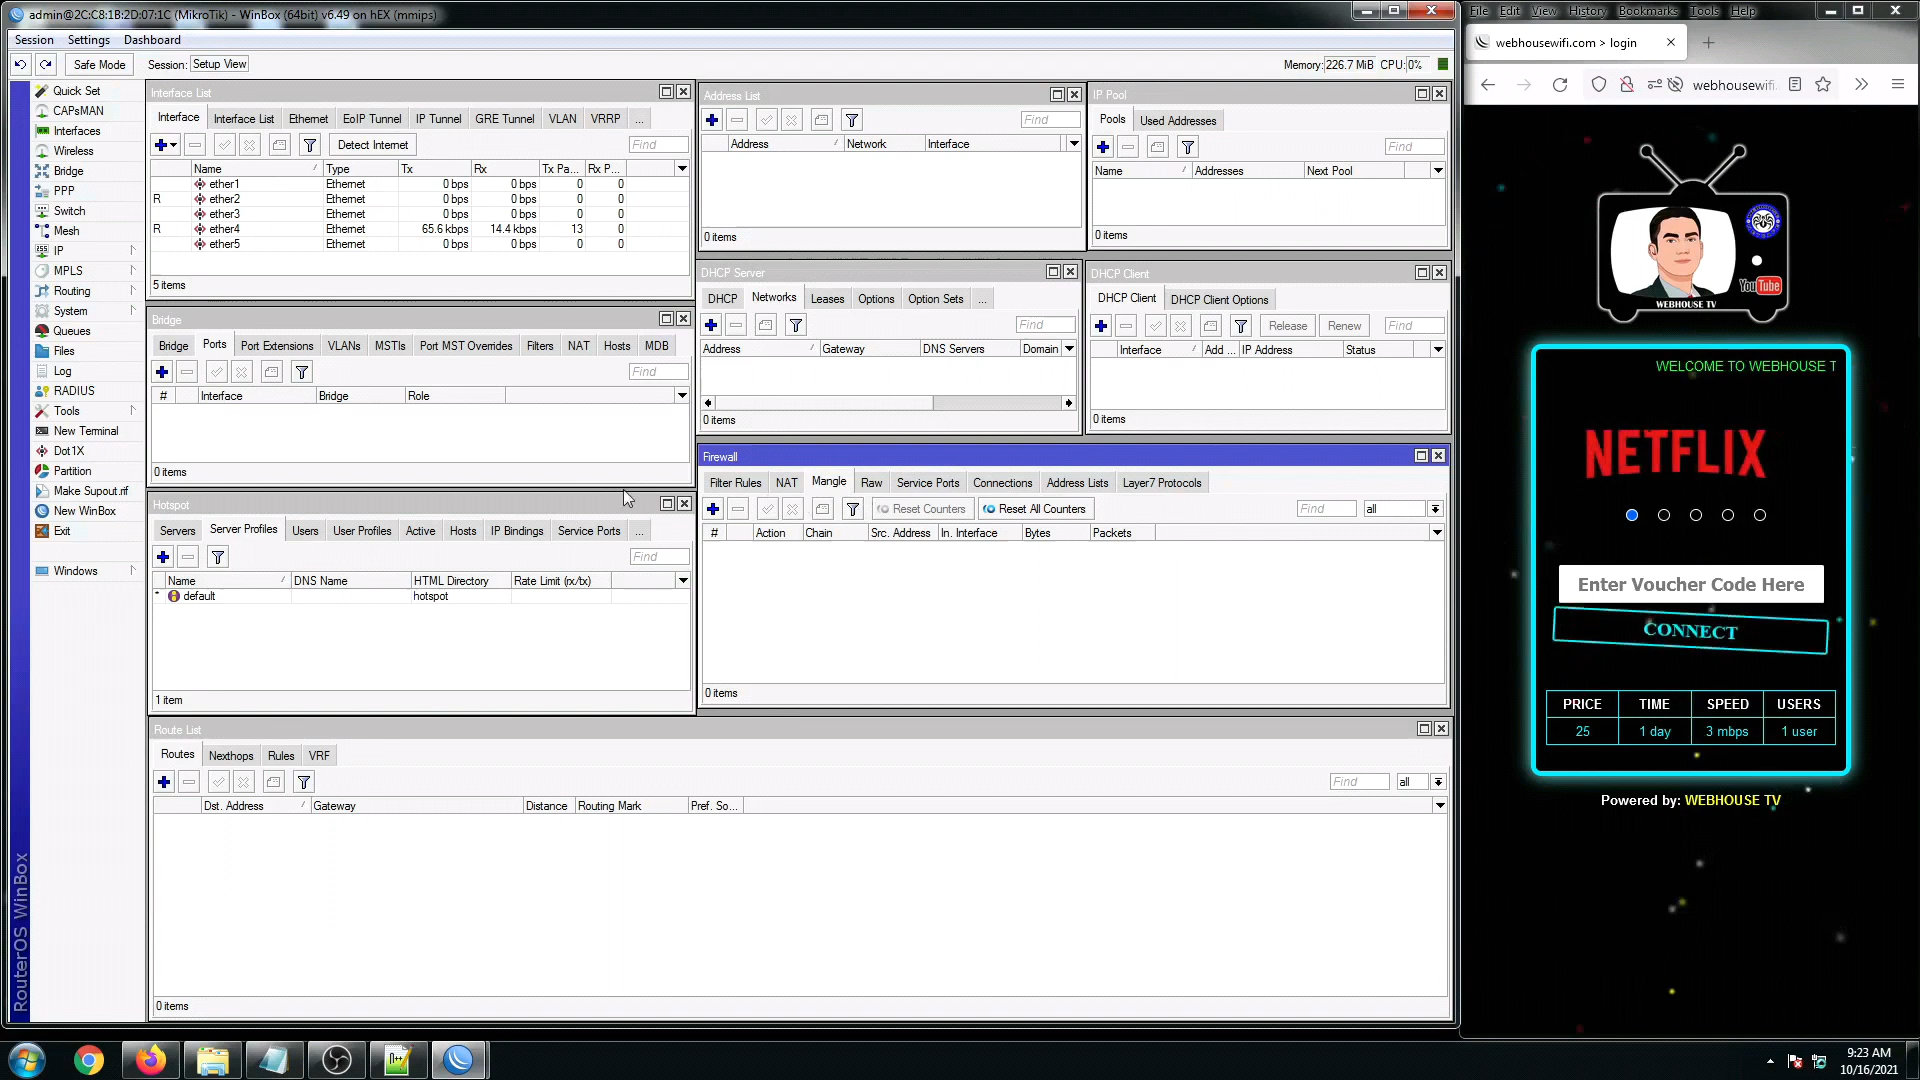 admin@2C:C8:1B:2D:07:1C (MikroTik) - WinBox (64bit) v6.49 on hEX (mmips)
Session Settings Dashboard
Safe Mode Session: Setup View Memory: 226.7 MiB CPU: 0%
Quick Set
CAPsMAN
Interfaces
Wireless
Bridge
PPP
Switch
Mesh
IP
MPLS
Routing
System
Queues
Files
Log
RADIUS
Tools
New Terminal
Dot1X
Partition
Make Supout.rif
New WinBox
Exit
Windows
RouterOS WinBox
Interface List
Interface Interface List Ethernet EoIP Tunnel IP Tunnel GRE Tunnel VLAN VRRP ...
Detect Internet Find
Name Type Tx Rx Tx Pa... Rx P...
ether1 Ethernet 0 bps 0 bps 0 0
R ether2 Ethernet 0 bps 0 bps 0 0
ether3 Ethernet 0 bps 0 bps 0 0
R ether4 Ethernet 65.6 kbps 14.4 kbps 13 0
ether5 Ethernet 0 bps 0 bps 0 0
5 items
Bridge
Bridge Ports Port Extensions VLANs MSTIs Port MST Overrides Filters NAT Hosts MDB
Find
# Interface Bridge Role
0 items
Hotspot
Servers Server Profiles Users User Profiles Active Hosts IP Bindings Service Ports ...
Find
Name DNS Name HTML Directory Rate Limit (rx/tx)
* default hotspot
1 item
Address List
Find
Address Network Interface
0 items
IP Pool
Pools Used Addresses
Find
Name Addresses Next Pool
0 items
DHCP Server
DHCP Networks Leases Options Option Sets ...
Find
Address Gateway DNS Servers Domain
0 items
DHCP Client
DHCP Client DHCP Client Options
Release Renew Find
Interface Add ... IP Address Status
0 items
Firewall
Filter Rules NAT Mangle Raw Service Ports Connections Address Lists Layer7 Protocols
Reset Counters Reset All Counters Find all
# Action Chain Src. Address In. Interface Bytes Packets
0 items
Route List
Routes Nexthops Rules VRF
Find all
Dst. Address Gateway Distance Routing Mark Pref. So...
0 items
File Edit View History Bookmarks Tools Help
webhousewifi.com > login
webhousewifi.
YouTube
WEBHOUSE TV
WELCOME TO WEBHOUSE T
NETFLIX
Enter Voucher Code Here
CONNECT
PRICE TIME SPEED USERS
25 1 day 3 mbps 1 user
Powered by: WEBHOUSE TV
9:23 AM
10/16/2021